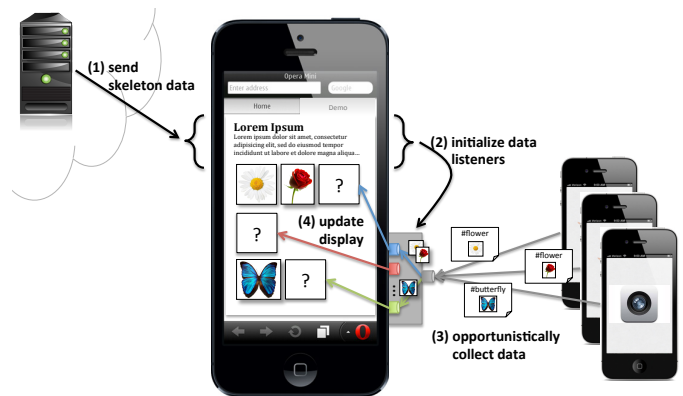 (1) send
skeleton data
Opera Mini
Enter address
Google
Home
Demo
Lorem Ipsum
Lorem ipsum dolor sit amet, consectetur
adipisicing elit, sed do eiusmod tempor
incididunt ut labore et dolore magna aliqua...
?
(4) update
display
?
?
(2) initialize data
listeners
#flower
#flower
#butterfly
(3) opportunistically
collect data